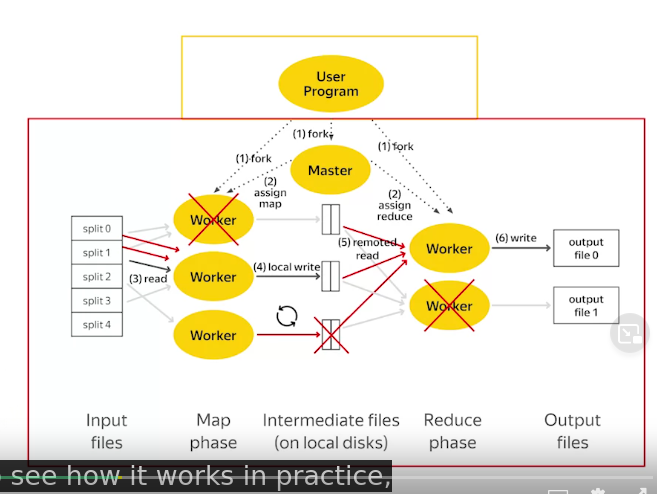 User
Program
(1) fork
(1) fork
(1) fork
Master
(2)
assign
map
(2)
assign
reduce
Worker
split 0
split 1
split 2
split 3
split 4
(3) read
Worker
(4) local write
(5) remoted
read
Worker
(6) write
output
file 0
Worker
output
file 1
Worker
Input
files
Map
phase
Intermediate files
(on local disks)
Reduce
phase
Output
files
see how it works in practice,